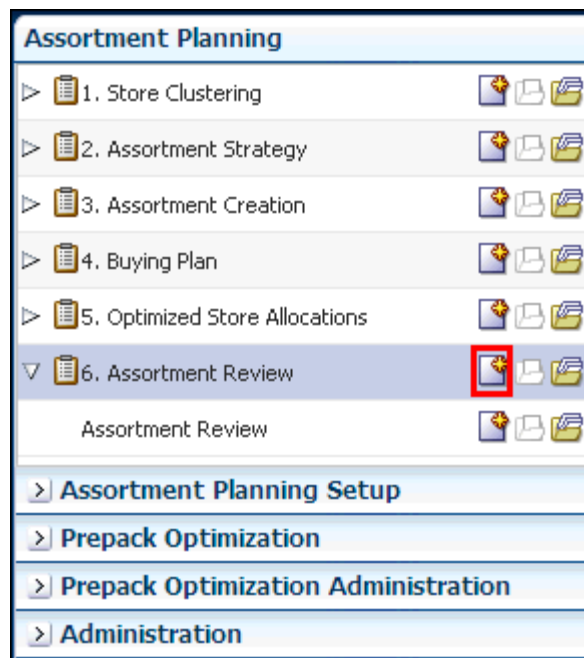 Assortment Planning
1. Store Clustering
2. Assortment Strategy
3. Assortment Creation
4. Buying Plan
5. Optimized Store Allocations
6. Assortment Review
Assortment Review
Assortment Planning Setup
Prepack Optimization
Prepack Optimization Administration
Administration